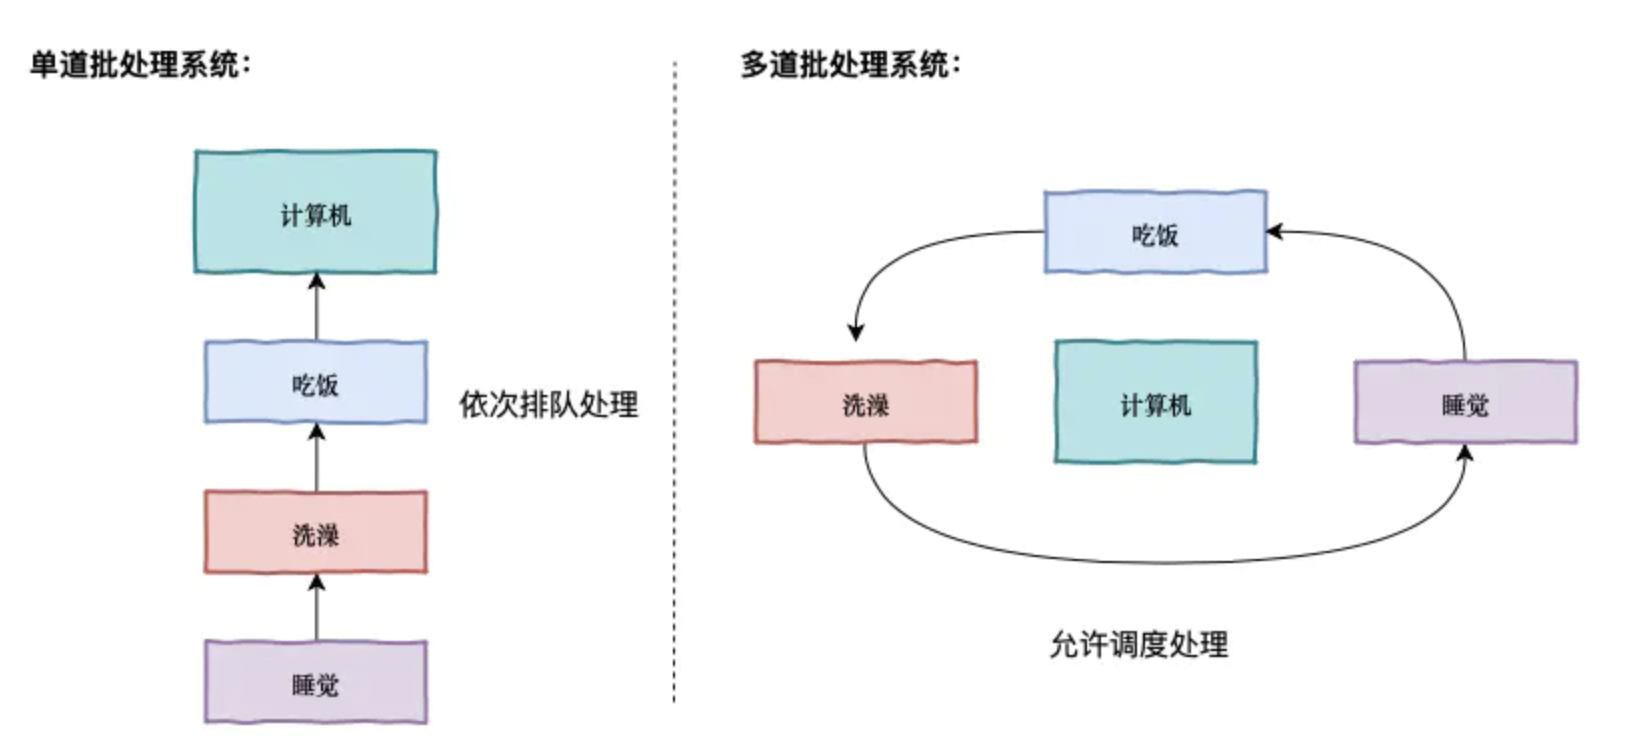 单道批处理系统：
计算机
吃饭
依次排队处理
洗澡
睡觉
多道批处理系统：
吃饭
洗澡
计算机
睡觉
允许调度处理